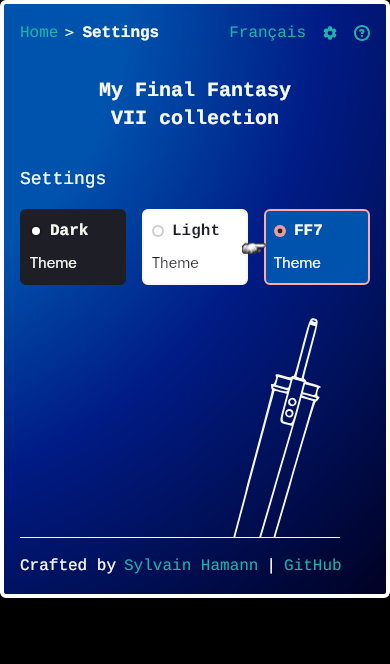 Home > Settings Français
My Final Fantasy
VII collection
Settings
Dark Light FF7
Theme Theme Theme
Crafted by Sylvain Hamann | GitHub